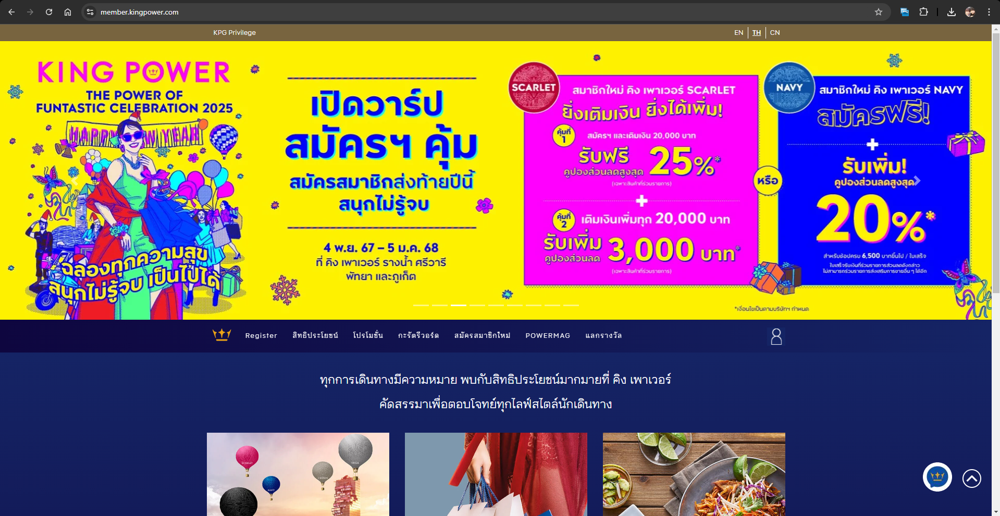 member.kingpower.com
KPG Privilege
EN
TH
CN
KING POWER
THE POWER OF
FUNTASTIC CELEBRATION 2025
HAPPY NEW YEAR
ฉลองทุกความสุข
สนุกไม่รู้จบ เป็นไปได้
เปิดวาร์ป
สมัครฯ คุ้ม
สมัครสมาชิกส่งท้ายปีนี้
สนุกไม่รู้จบ
4 พ.ย. 67 – 5 ม.ค. 68
ที่ คิง เพาเวอร์ รางน้ำ ศรีวารี
พัทยา และภูเก็ต
SCARLET
สมาชิกใหม่ คิง เพาเวอร์ SCARLET
ยิ่งเติมเงิน ยิ่งได้เพิ่ม!
คุ้มที่ 1
สมัครฯ และเติมเงิน 20,000 บาท
รับฟรี
คูปองส่วนลดสูงสุด
25%*
(เฉพาะสินค้าที่ร่วมรายการ)
คุ้มที่ 2
เติมเงินเพิ่มทุก 20,000 บาท
รับเพิ่ม
คูปองส่วนลด
3,000 บาท*
(เฉพาะสินค้าที่ร่วมรายการ)
หรือ
NAVY
สมาชิกใหม่ คิง เพาเวอร์ NAVY
สมัครฟรี!
รับเพิ่ม!
คูปองส่วนลดสูงสุด
20%*
สำหรับช้อปครบ 6,500 บาทขึ้นไป / ใบเสร็จ
ใบเสร็จรับเงินที่ร่วมรายการส่วนลดดังกล่าว
ไม่สามารถร่วมรายการส่งเสริมการขายอื่น ๆ ได้อีก
*เงื่อนไขเป็นตามบริษัทฯ กำหนด
Register
สิทธิประโยชน์
โปรโมชั่น
กะรัตรีวอร์ด
สมัครสมาชิกใหม่
POWERMAG
แลกรางวัล
ทุกการเดินทางมีความหมาย พบกับสิทธิประโยชน์มากมายที่ คิง เพาเวอร์
คัดสรรมาเพื่อตอบโจทย์ทุกไลฟ์สไตล์นักเดินทาง
SCARLET
VEGA
CROWN
NAVY